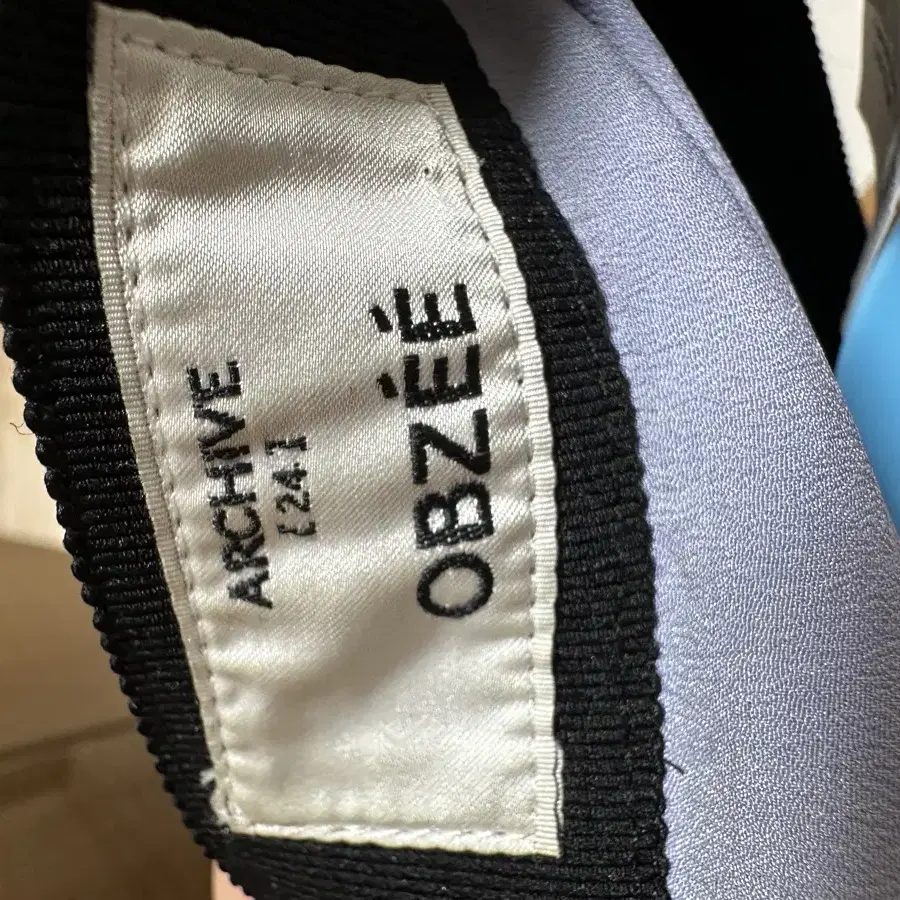 ARCHIVE
[24.]
OBZÉÉ